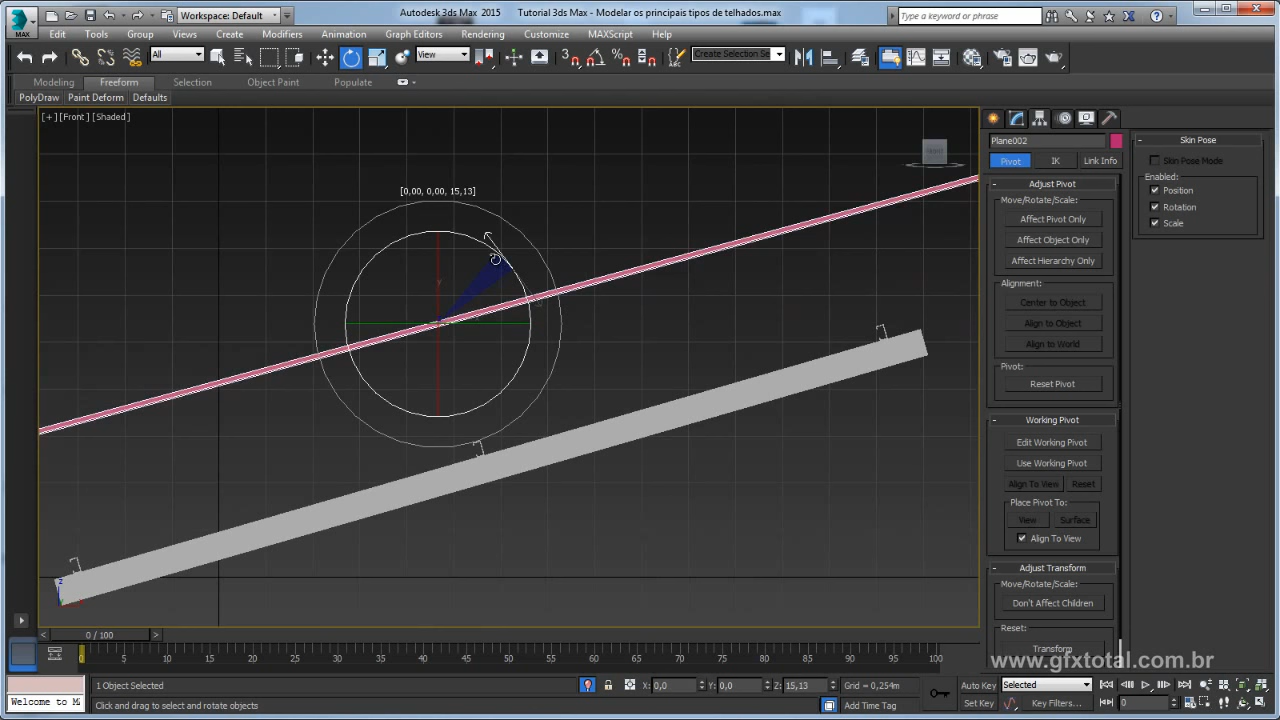 Workspace: Default
Autodesk 3ds Max 2015 Tutorial 3ds Max - Modelar os principais tipos de telhados.max
Type a keyword or phrase
MAX
Edit Tools Group Views Create Modifiers Animation Graph Editors Rendering Customize MAXScript Help
All
View
3
Create Selection Se
Modeling Freeform Selection Object Paint Populate
PolyDraw Paint Deform Defaults
[+] [Front] [Shaded]
[0,00, 0,00, 15,13]
y
z
Plane002
Pivot IK Link Info
- Adjust Pivot
Move/Rotate/Scale:
Affect Pivot Only
Affect Object Only
Affect Hierarchy Only
Alignment:
Center to Object
Align to Object
Align to World
Pivot:
Reset Pivot
- Working Pivot
Edit Working Pivot
Use Working Pivot
Align To View Reset
Place Pivot To:
View Surface
Align To View
- Adjust Transform
Move/Rotate/Scale:
Don't Affect Children
Reset:
Transform
- Skin Pose
Skin Pose Mode
Enabled:
Position
Rotation
Scale
www.gfxtotal.com.br
< 0 / 100 >
0 5 10 15 20 25 30 35 40 45 50 55 60 65 70 75 80 85 90 95 100
1 Object Selected
X: 0,0 Y: 0,0 Z: 15,13 Grid = 0,254m
Auto Key Selected
Welcome to M
Click and drag to select and rotate objects
Add Time Tag
Set Key Key Filters... 0